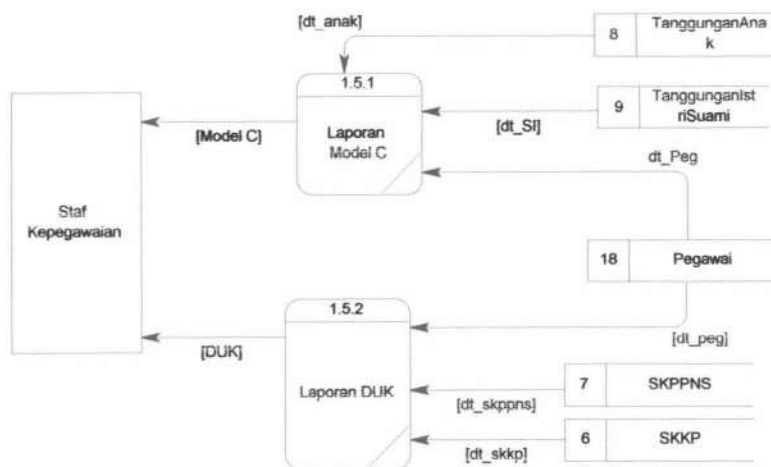 [dt_anak]
8
TanggunganAna
k
1.5.1
Laporan
Model C
[Model C]
[dt_SI]
9
TanggunganIst
riSuami
dt_Peg
Staf
Kepegawaian
18
Pegawai
1.5.2
[DUK]
Laporan DUK
[dt_peg]
[dt_skppns]
7
SKPPNS
[dt_skkp]
6
SKKP